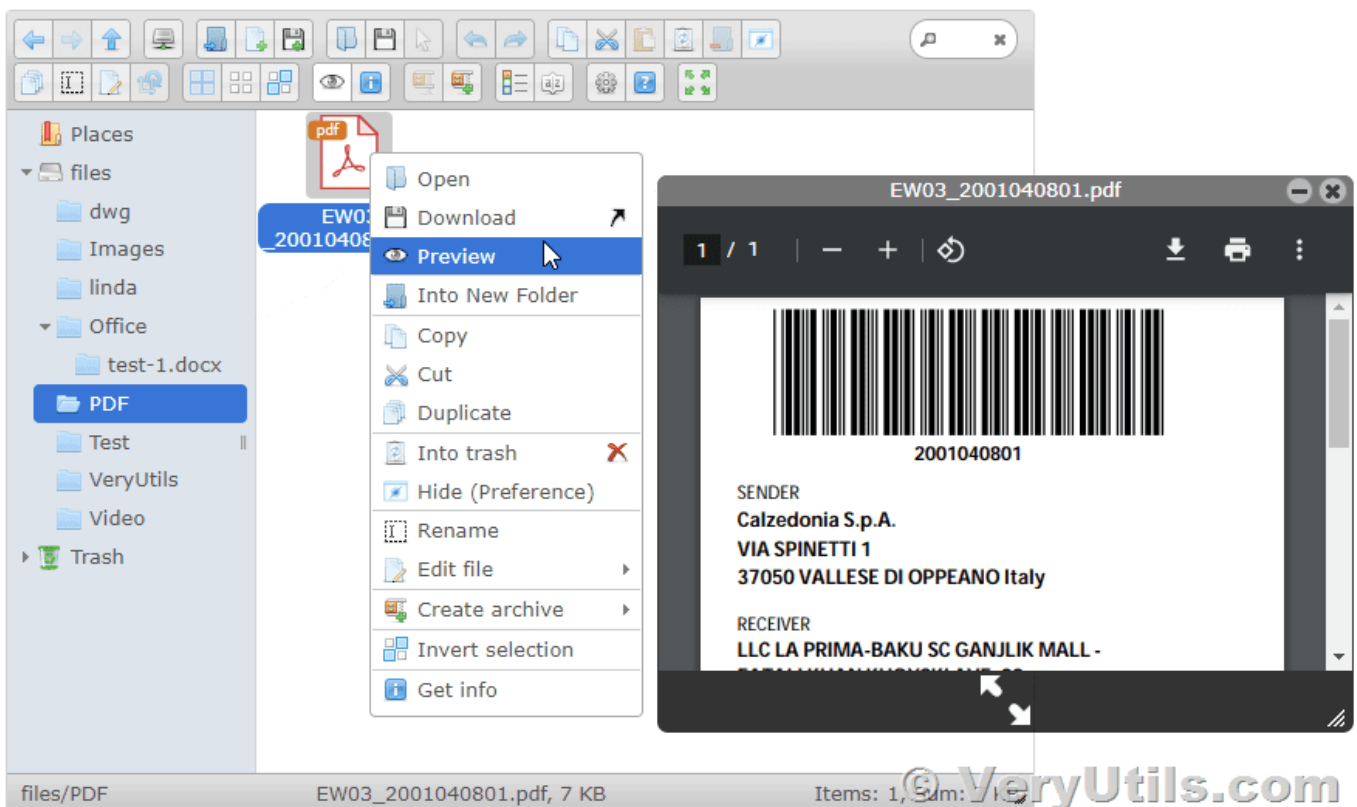 Places
files
dwg
Images
linda
Office
test-1.docx
PDF
Test
VeryUtils
Video
Trash
pdf
EW03
_20010408
Open
Download
Preview
Into New Folder
Copy
Cut
Duplicate
Into trash
Hide (Preference)
Rename
Edit file
Create archive
Invert selection
Get info
EW03_2001040801.pdf
1 / 1
2001040801
SENDER
Calzedonia S.p.A.
VIA SPINETTI 1
37050 VALLESE DI OPPEANO Italy
RECEIVER
LLC LA PRIMA-BAKU SC GANJLIK MALL -
files/PDF
EW03_2001040801.pdf, 7 KB
Items: 1, Sum: 7 KB
© VeryUtils.com